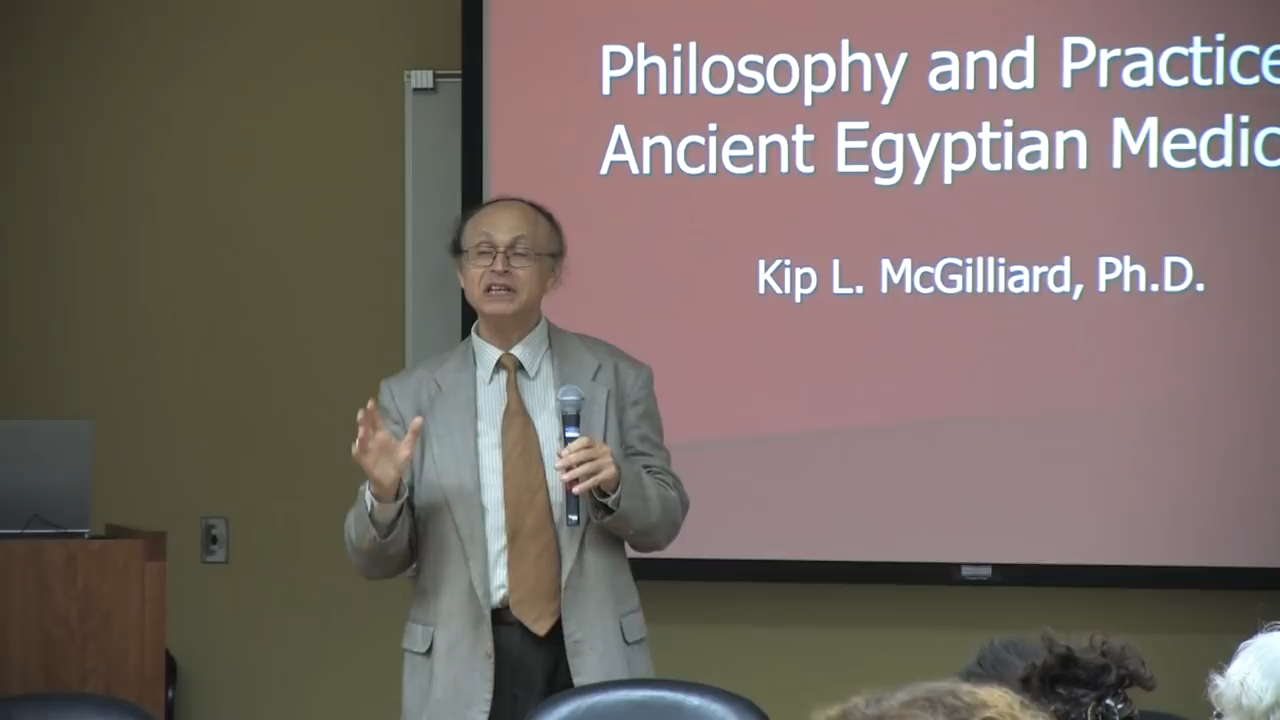 Philosophy and Practice
Ancient Egyptian Medic
Kip L. McGilliard, Ph.D.